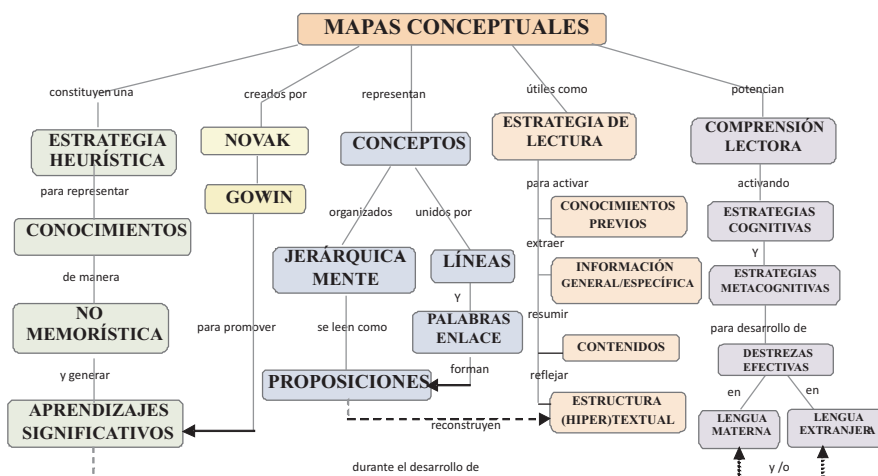 MAPAS CONCEPTUALES
constituyen una
creados por
representan
útiles como
potencian
ESTRATEGIA
HEURÍSTICA
NOVAK
CONCEPTOS
ESTRATEGIA DE
LECTURA
COMPRENSIÓN
LECTORA
para representar
GOWIN
organizados
unidos por
para activar
activando
CONOCIMIENTOS
CONOCIMIENTOS
PREVIOS
ESTRATEGIAS
COGNITIVAS
extraer
Y
de manera
JERÁRQUICA
MENTE
LÍNEAS
INFORMACIÓN
GENERAL/ESPECÍFICA
ESTRATEGIAS
METACOGNITIVAS
Y
NO
MEMORÍSTICA
para promover
se leen como
PALABRAS
ENLACE
resumir
para desarrollo de
CONTENIDOS
DESTREZAS
EFECTIVAS
y generar
PROPOSICIONES
forman
reflejar
en
en
APRENDIZAJES
SIGNIFICATIVOS
reconstruyen
ESTRUCTURA
(HIPER)TEXTUAL
LENGUA
MATERNA
LENGUA
EXTRANJERA
durante el desarrollo de
y /o